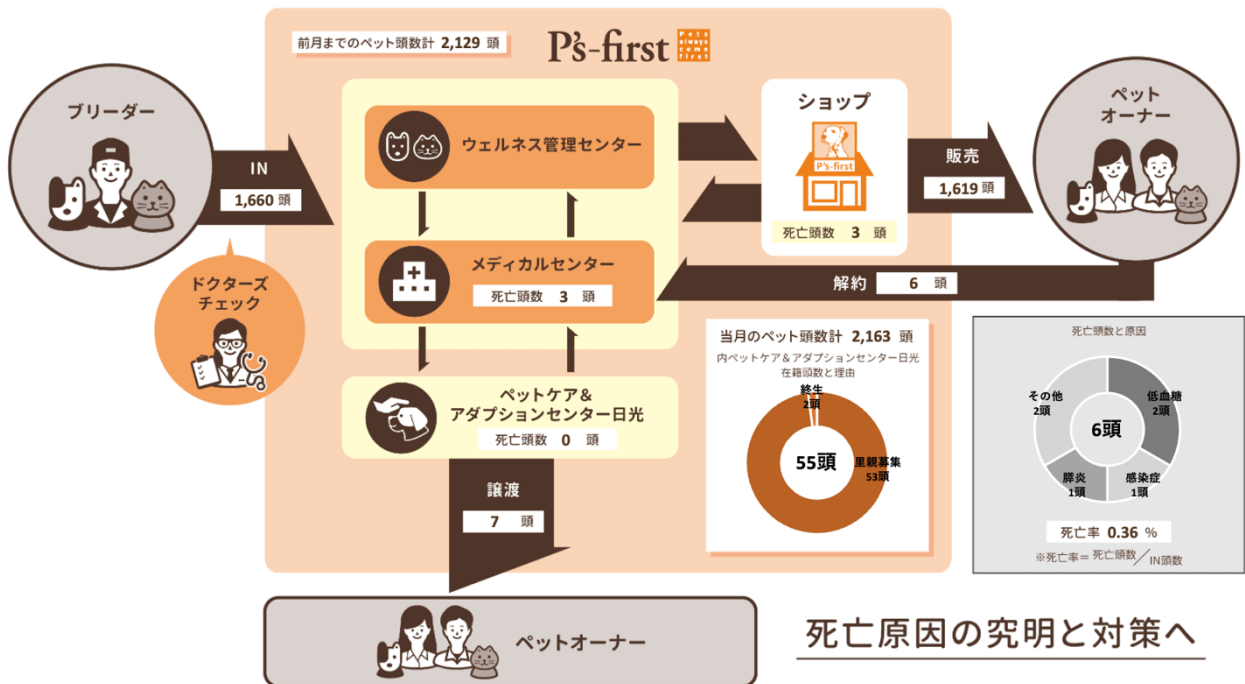 前月までのペット頭数計 2,129 頭
P's-first
always
ブリーダー
IN
1,660 頭
ドクターズ
チェック
ウェルネス管理センター
メディカルセンター
死亡頭数 3 頭
ペットケア&
アダプションセンター日光
死亡頭数 0 頭
譲渡
7 頭
ショップ
P's-first
死亡頭数 3 頭
販売
1,619 頭
ペット
オーナー
解約 6 頭
当月のペット頭数計 2,163 頭
内ペットケア&アダプションセンター日光
在籍頭数と理由
終生
2頭
55頭
里親募集
53頭
死亡頭数と原因
その他
2頭
低血糖
2頭
6頭
膵炎
1頭
感染症
1頭
死亡率 0.36 %
※死亡率=死亡頭数/IN頭数
ペットオーナー
死亡原因の究明と対策へ